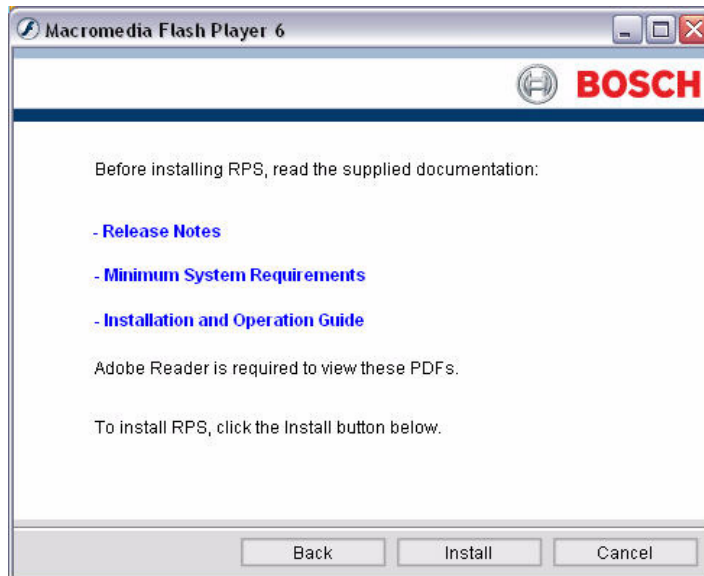 Macromedia Flash Player 6
BOSCH
Before installing RPS, read the supplied documentation:
- Release Notes
- Minimum System Requirements
- Installation and Operation Guide
Adobe Reader is required to view these PDFs.
To install RPS, click the Install button below.
Back Install Cancel